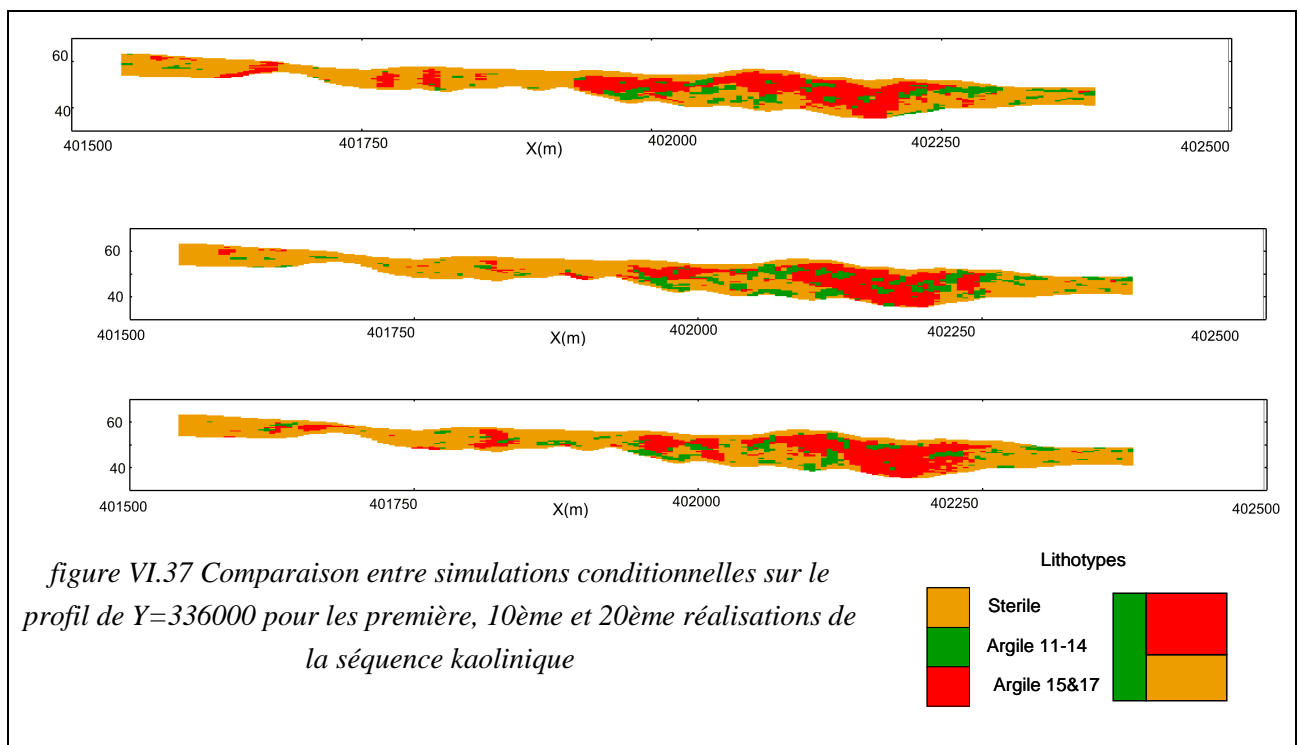 60
40
401500
401750
X(m)
402000
402250
402500
60
40
401500
401750
X(m)
402000
402250
402500
60
40
401500
401750
X(m)
402000
402250
402500
figure VI.37 Comparaison entre simulations conditionnelles sur le
profil de Y=336000 pour les première, 10ème et 20ème réalisations de
la séquence kaolinique
Lithotypes
Sterile
Argile 11-14
Argile 15&17